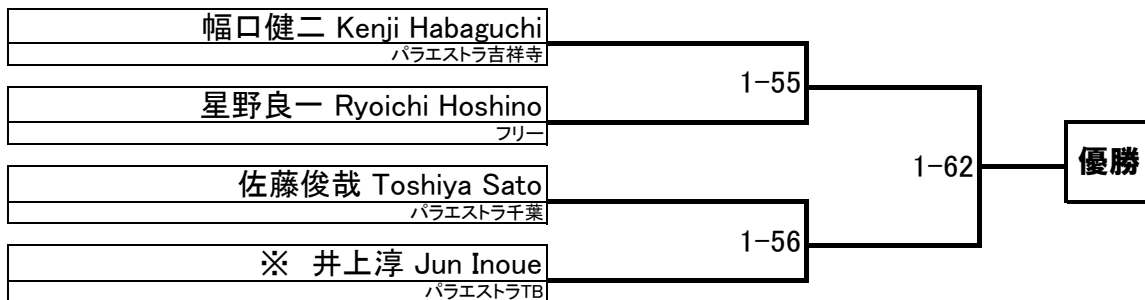 幅口健二 Kenji Habaguchi
パラエストラ吉祥寺
1-55
星野良一 Ryoichi Hoshino
フリー
1-62
優勝
佐藤俊哉 Toshiya Sato
パラエストラ千葉
1-56
※ 井上淳 Jun Inoue
パラエストラTB